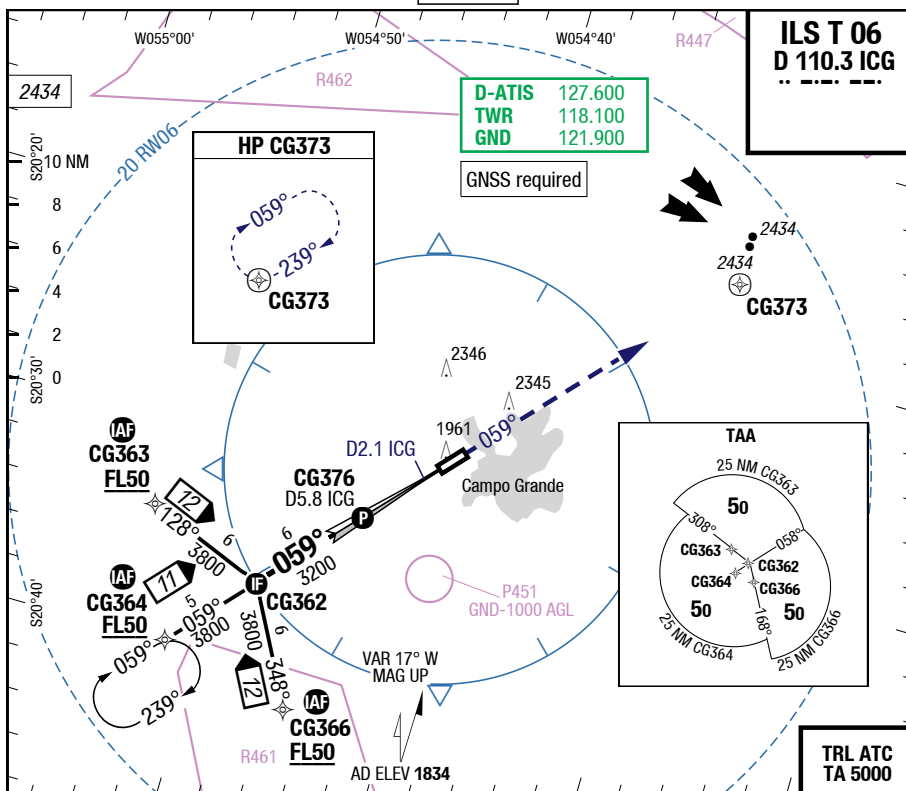 W055°00'
W054°50'
W054°40'
R447
ILS T 06
D 110.3 ICG
R462
2434
D-ATIS 127.600
TWR 118.100
GND 121.900
GNSS required
20 RW06
S20°20'
10 NM
8
6
4
2
0
S20°30'
S20°40'
HP CG373
059°
239°
CG373
2434
2434
CG373
2346
2345
1961
059°
D2.1 ICG
Campo Grande
CG376
D5.8 ICG
P
IAF
CG363
FL50
12
128°
6
3800
6
059°
3200
IF
CG362
IAF
CG364
FL50
11
5
059°
3800
059°
239°
3800
6
348°
12
IAF
CG366
FL50
P451
GND-1000 AGL
VAR 17° W
MAG UP
R461
AD ELEV 1834
TAA
25 NM CG363
50
308°
058°
CG363
CG362
CG364
CG366
50
168°
50
25 NM CG364
25 NM CG366
TRL ATC
TA 5000